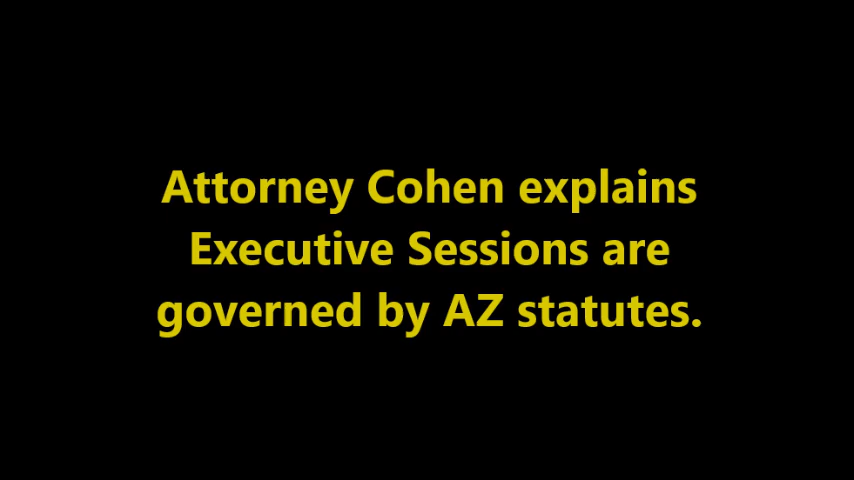 Attorney Cohen explains
Executive Sessions are
governed by AZ statutes.